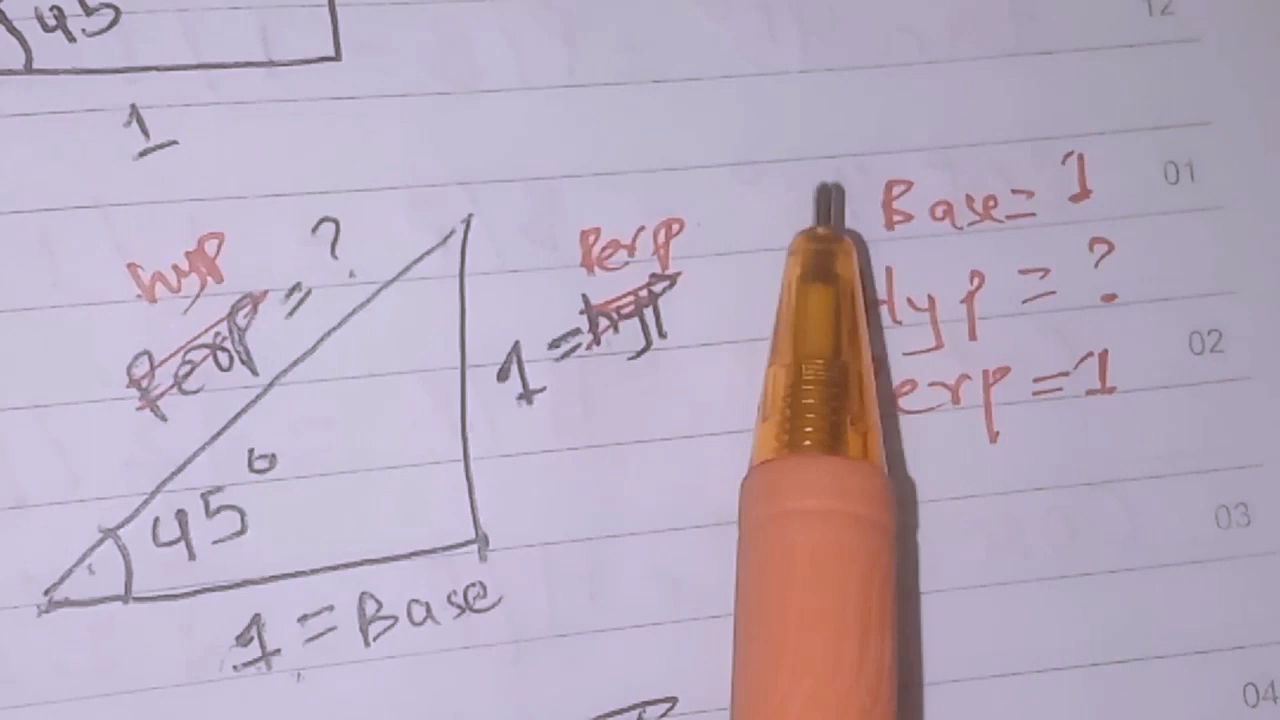 45
1
12
01
02
03
04
hyp
Perp = ?
Perp
1 = hyp
45°
1 = Base
Base = 1
Hyp = ?
erp = 1